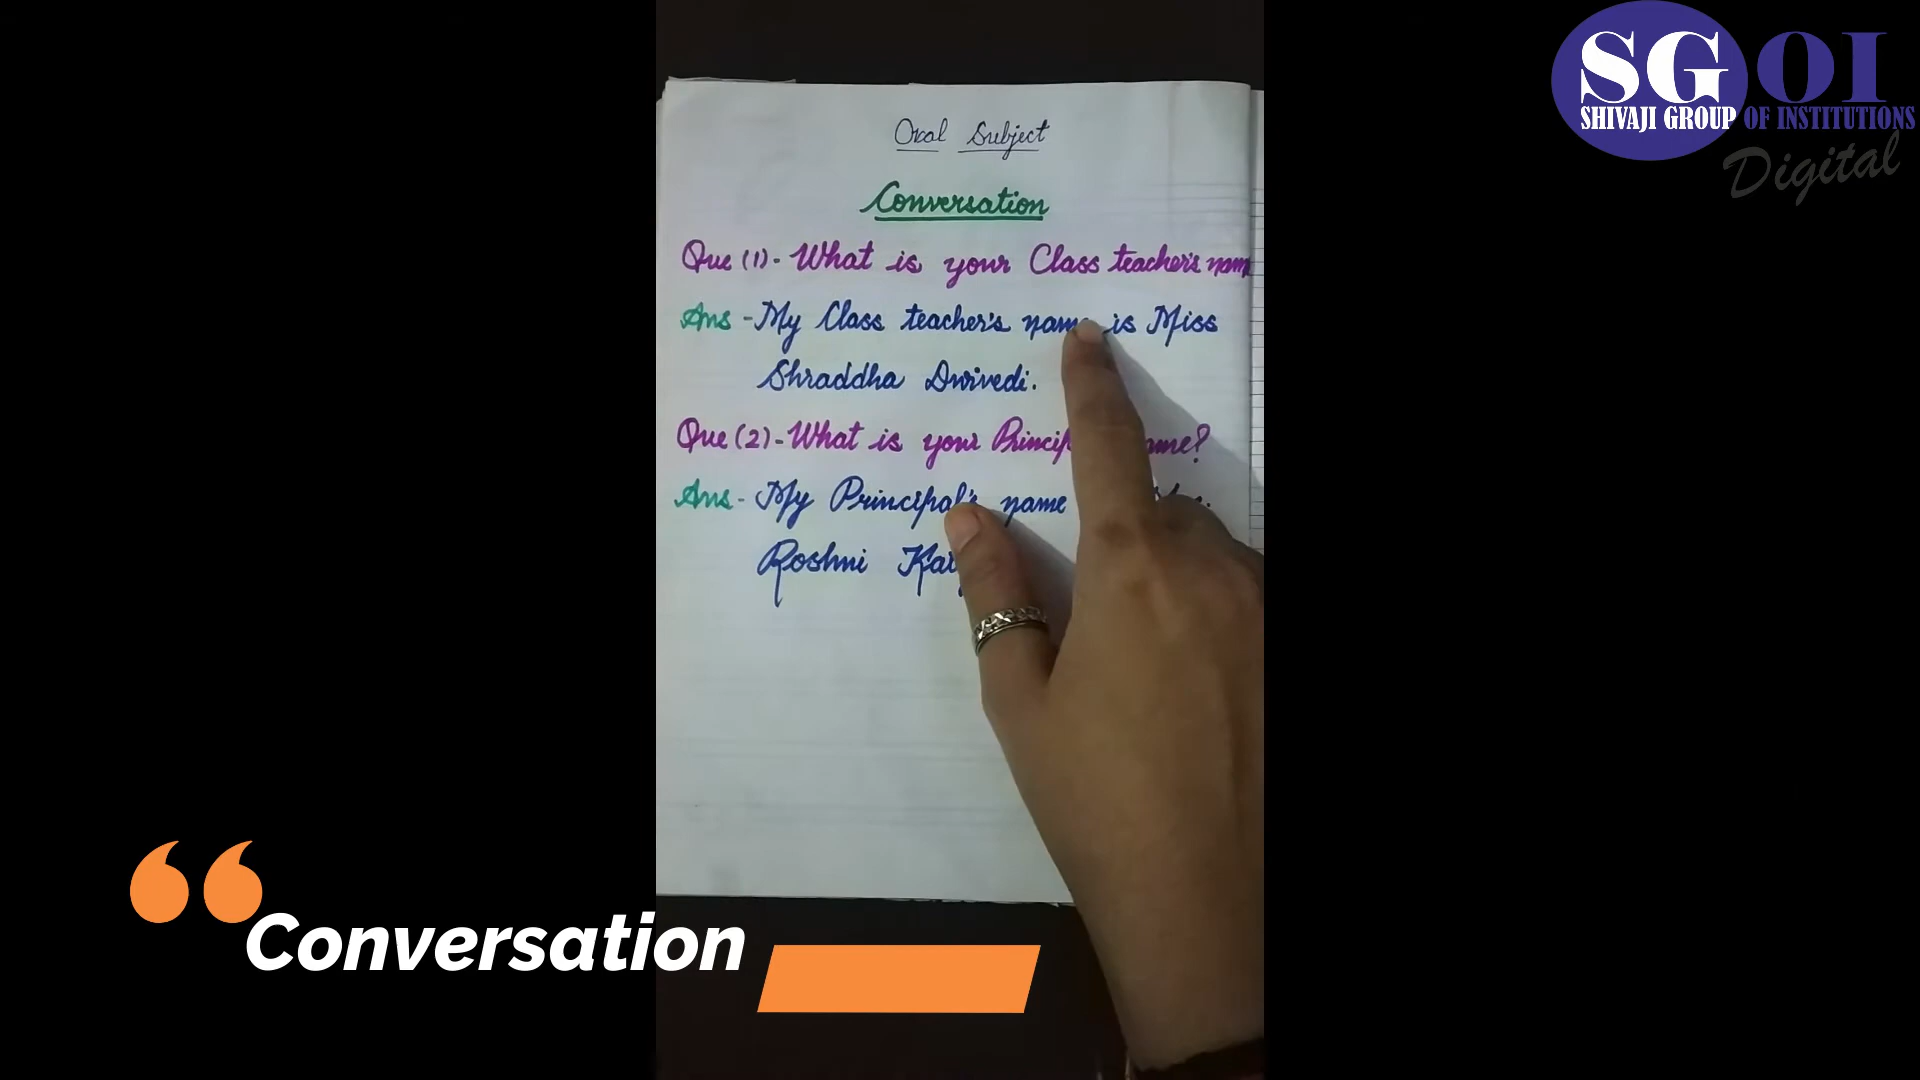 SGOI
SHIVAJI GROUP OF INSTITUTIONS
Digital
Oral Subject
Conversation
Que (1)- What is your Class teacher's name
Ans - My Class teacher's name is Miss
Shraddha Dwivedi.
Que (2)- What is your name?
Ans - My Principal's name
Roshni
Conversation